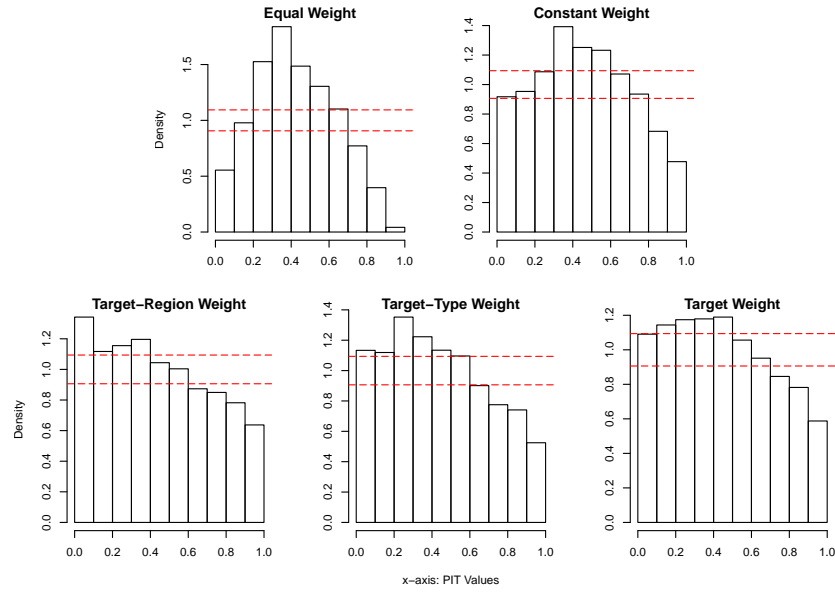 Equal Weight
Constant Weight
Density
0.0 0.5 1.0 1.5
0.0 0.2 0.4 0.6 0.8 1.0
0.0 0.2 0.4 0.6 0.8 1.0 1.2 1.4
0.0 0.2 0.4 0.6 0.8 1.0
Target−Region Weight
Target−Type Weight
Target Weight
Density
0.0 0.2 0.4 0.6 0.8 1.0 1.2
0.0 0.2 0.4 0.6 0.8 1.0
0.0 0.2 0.4 0.6 0.8 1.0 1.2 1.4
0.0 0.2 0.4 0.6 0.8 1.0
0.0 0.2 0.4 0.6 0.8 1.0 1.2
0.0 0.2 0.4 0.6 0.8 1.0
x−axis: PIT Values